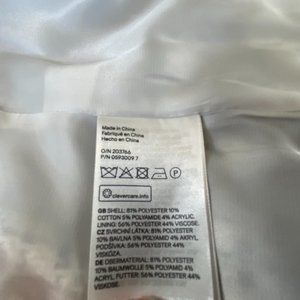 Made in China
Fabriqué en Chine
Hecho en China
O/N 203766
P/N 0593009 7
P
clevercare.info
GB SHELL: 81% POLYESTER 10%
COTTON 5% POLYAMIDE 4% ACRYLIC.
LINING: 56% POLYESTER 44% VISCOSE.
CZ SVRCHNÍ LÁTKA: 81% POLYESTER
10% BAVLNA 5% POLYAMID 4% AKRYL.
PODŠÍVKA: 56% POLYESTER 44%
VISKÓZA.
DE OBERMATERIAL: 81% POLYESTER
10% BAUMWOLLE 5% POLYAMID 4%
ACRYL. FUTTER: 56% POLYESTER 44%